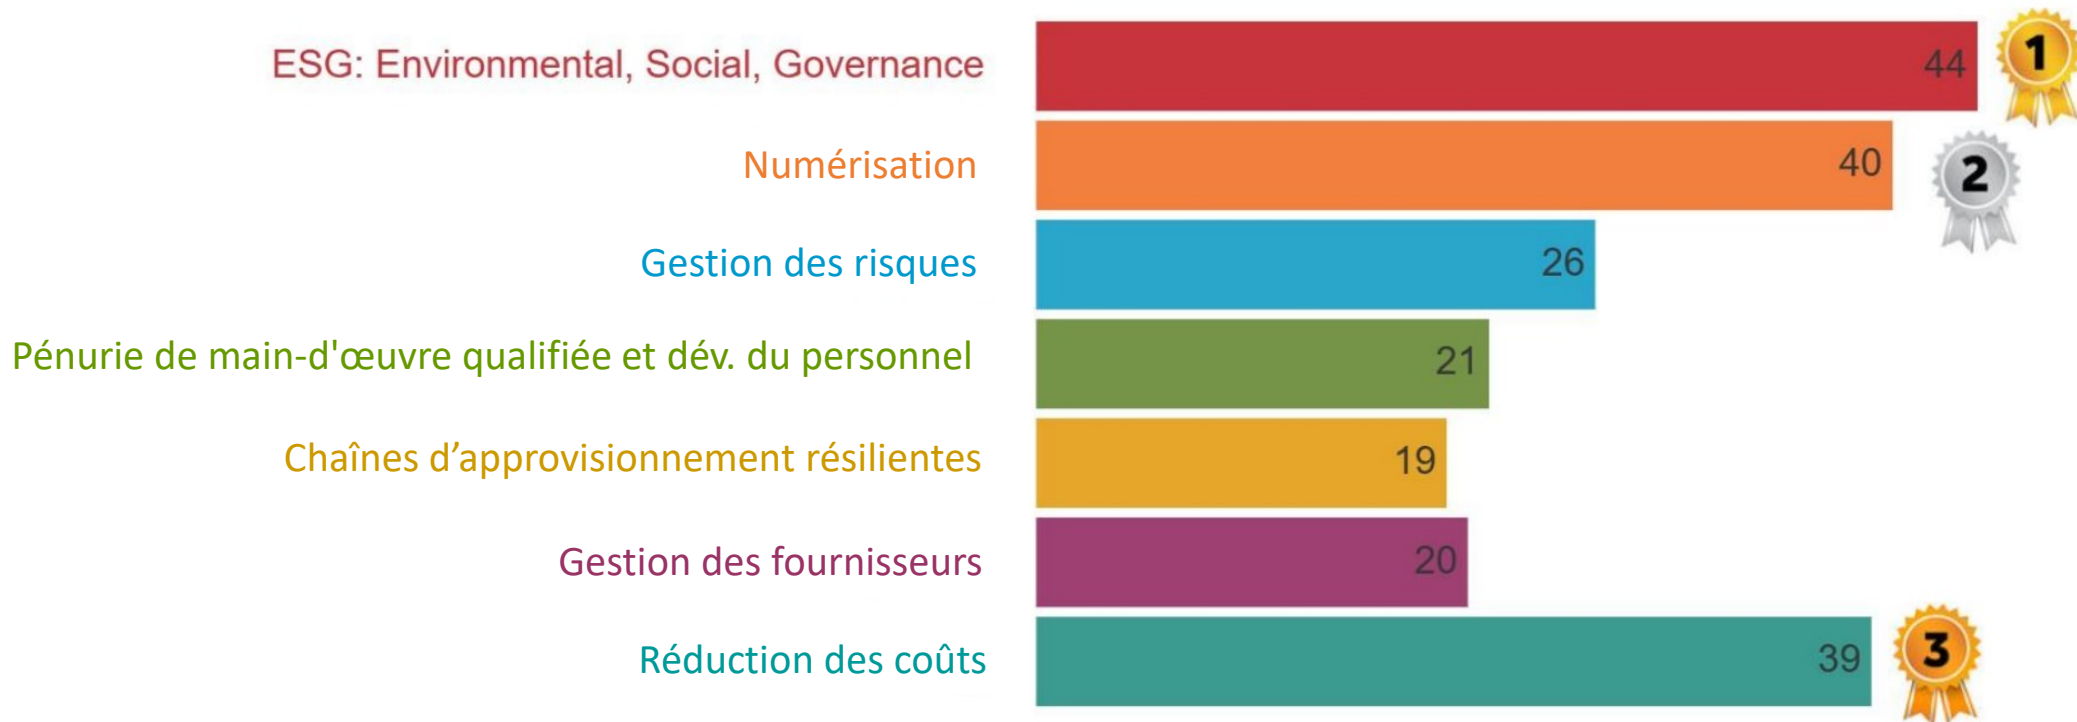 ESG: Environmental, Social, Governance 44 1
Numérisation 40 2
Gestion des risques 26
Pénurie de main-d'œuvre qualifiée et dév. du personnel 21
Chaînes d’approvisionnement résilientes 19
Gestion des fournisseurs 20
Réduction des coûts 39 3